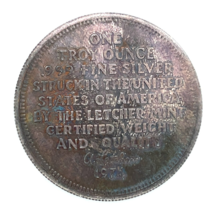 ONE
TROY OUNCE
.999 FINE SILVER
STRUCK IN THE UNITED
STATES OF AMERICA
BY THE LETCHER MINT
CERTIFIED WEIGHT
AND QUALITY